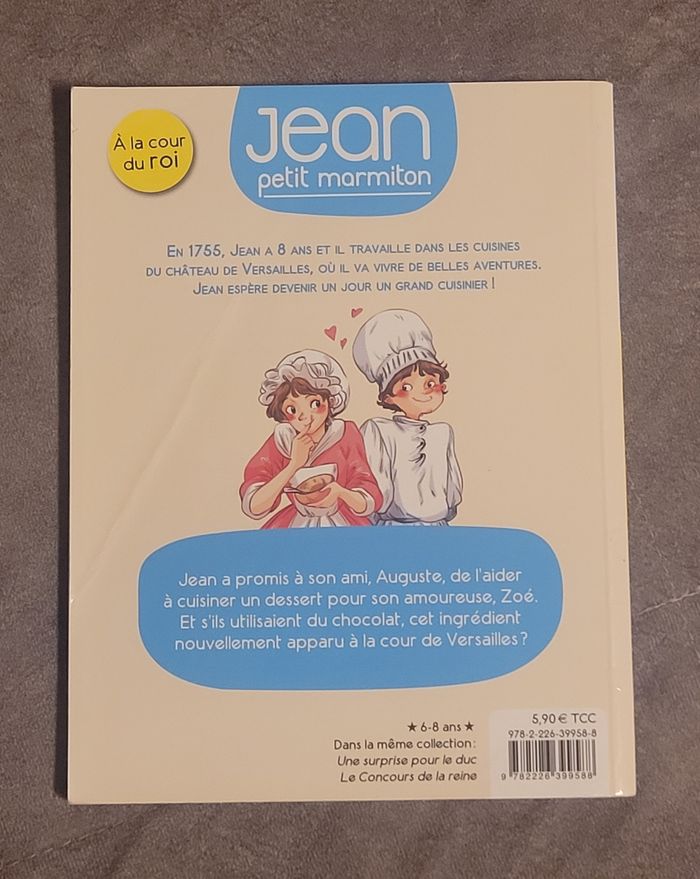 À la cour
du roi
Jean
petit marmiton
En 1755, Jean a 8 ans et il travaille dans les cuisines
du château de Versailles, où il va vivre de belles aventures.
Jean espère devenir un jour un grand cuisinier !
Jean a promis à son ami, Auguste, de l'aider
à cuisiner un dessert pour son amoureuse, Zoé.
Et s'ils utilisaient du chocolat, cet ingrédient
nouvellement apparu à la cour de Versailles ?
★ 6-8 ans ★
Dans la même collection :
Une surprise pour le duc
Le Concours de la reine
5,90 € TCC
978-2-226-39958-8
9 782226 399588